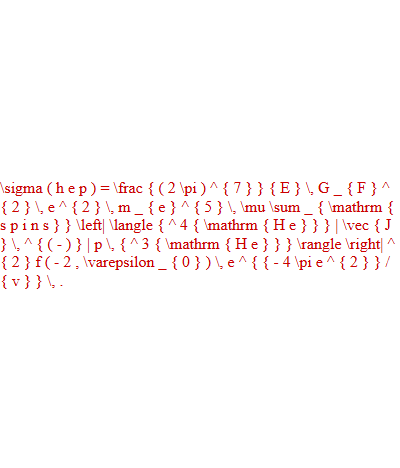 \sigma ( h e p ) = \frac { ( 2 \pi ) ^ { 7 } } { E } \, G _ { F } ^
{ 2 } \, e ^ { 2 } \, m _ { e } ^ { 5 } \, \mu \sum _ { \mathrm {
s p i n s } } \left| \langle { ^ 4 { \mathrm { H e } } } | \vec { J
} \, ^ { ( - ) } | p \, { ^ 3 { \mathrm { H e } } } \rangle \right| ^
{ 2 } f ( - 2 , \varepsilon _ { 0 } ) \, e ^ { { - 4 \pi e ^ { 2 } } /
{ v } } \, .